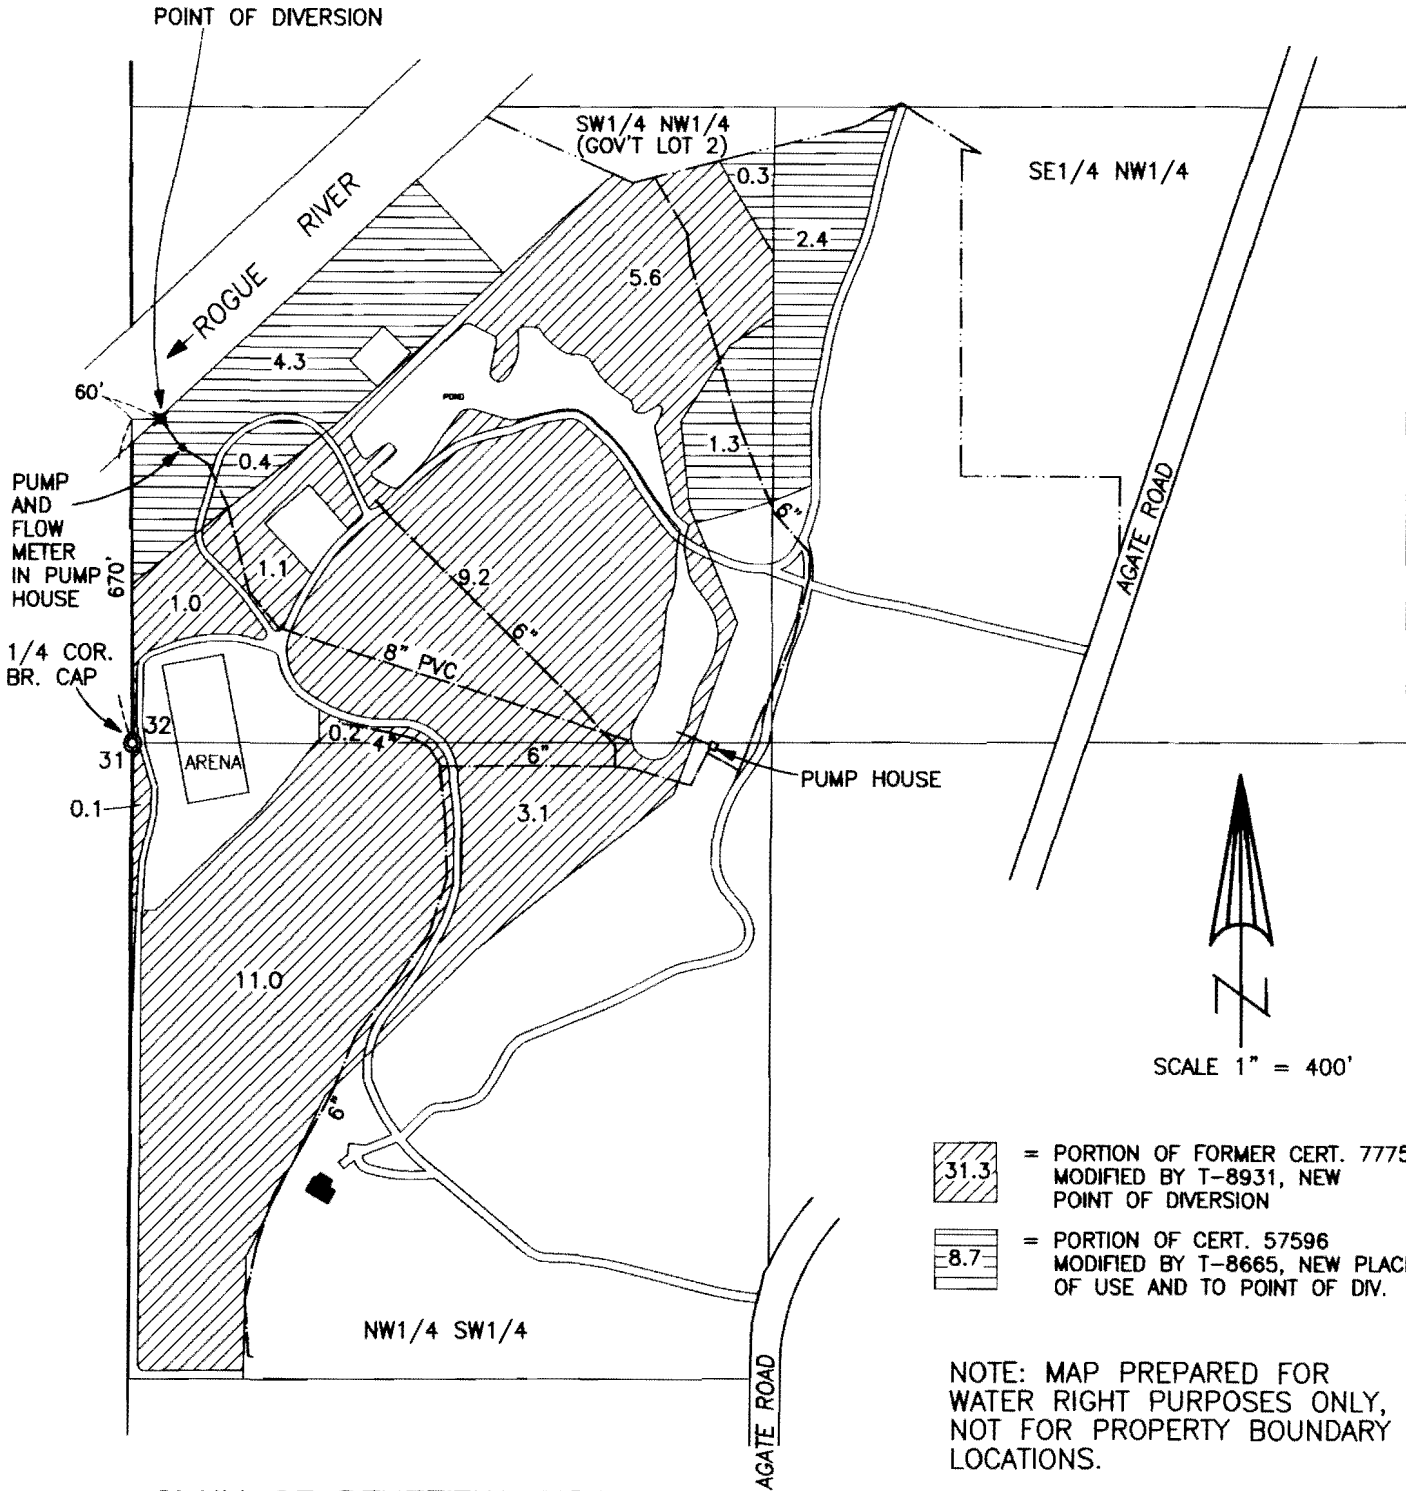 POINT OF DIVERSION
SW1/4 NW1/4
(GOV'T LOT 2)
SE1/4 NW1/4
0.3
2.4
ROGUE RIVER
5.6
4.3
60'
POND
1.3
0.4
6"
PUMP
AND
FLOW
METER
IN PUMP
HOUSE
670'
AGATE ROAD
1.1
9.2
1.0
6"
8" PVC
1/4 COR.
BR. CAP
32
31
0.2
4"
6"
ARENA
PUMP HOUSE
0.1
3.1
11.0
6"
SCALE 1" = 400'
31.3
= PORTION OF FORMER CERT. 7775
MODIFIED BY T-8931, NEW
POINT OF DIVERSION
8.7
= PORTION OF CERT. 57596
MODIFIED BY T-8665, NEW PLAC
OF USE AND TO POINT OF DIV.
NW1/4 SW1/4
AGATE ROAD
NOTE: MAP PREPARED FOR
WATER RIGHT PURPOSES ONLY,
NOT FOR PROPERTY BOUNDARY
LOCATIONS.